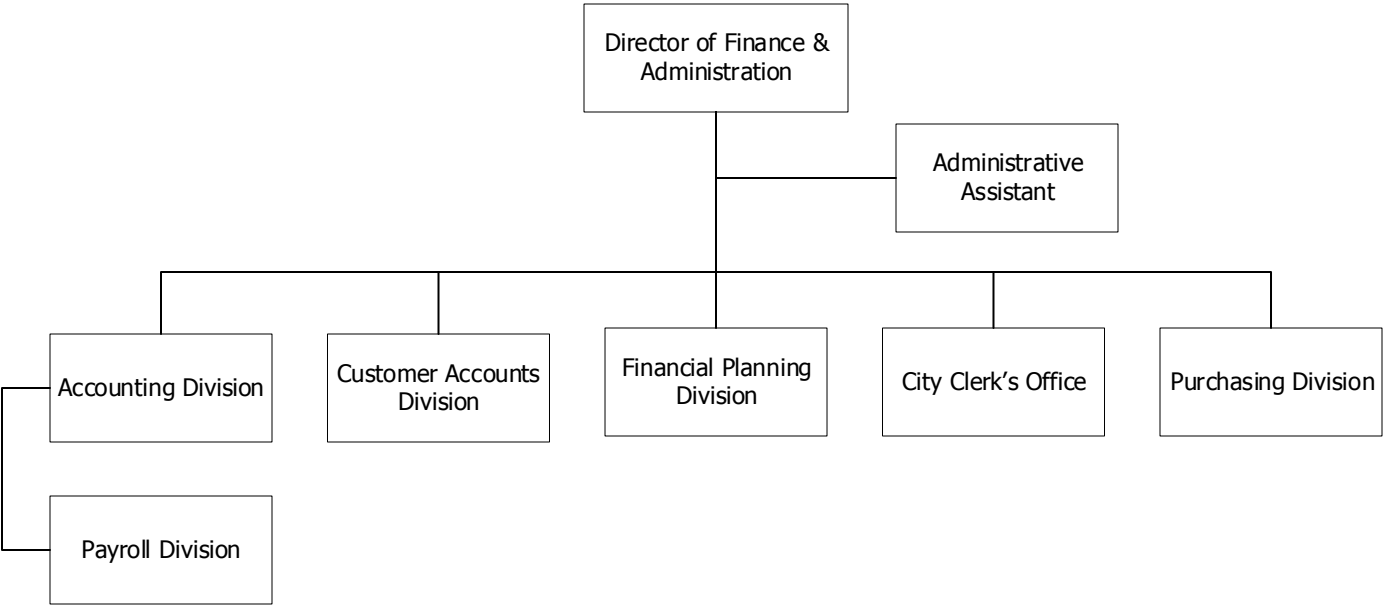 Director of Finance &
Administration
Administrative
Assistant
Accounting Division
Customer Accounts
Division
Financial Planning
Division
City Clerk’s Office
Purchasing Division
Payroll Division